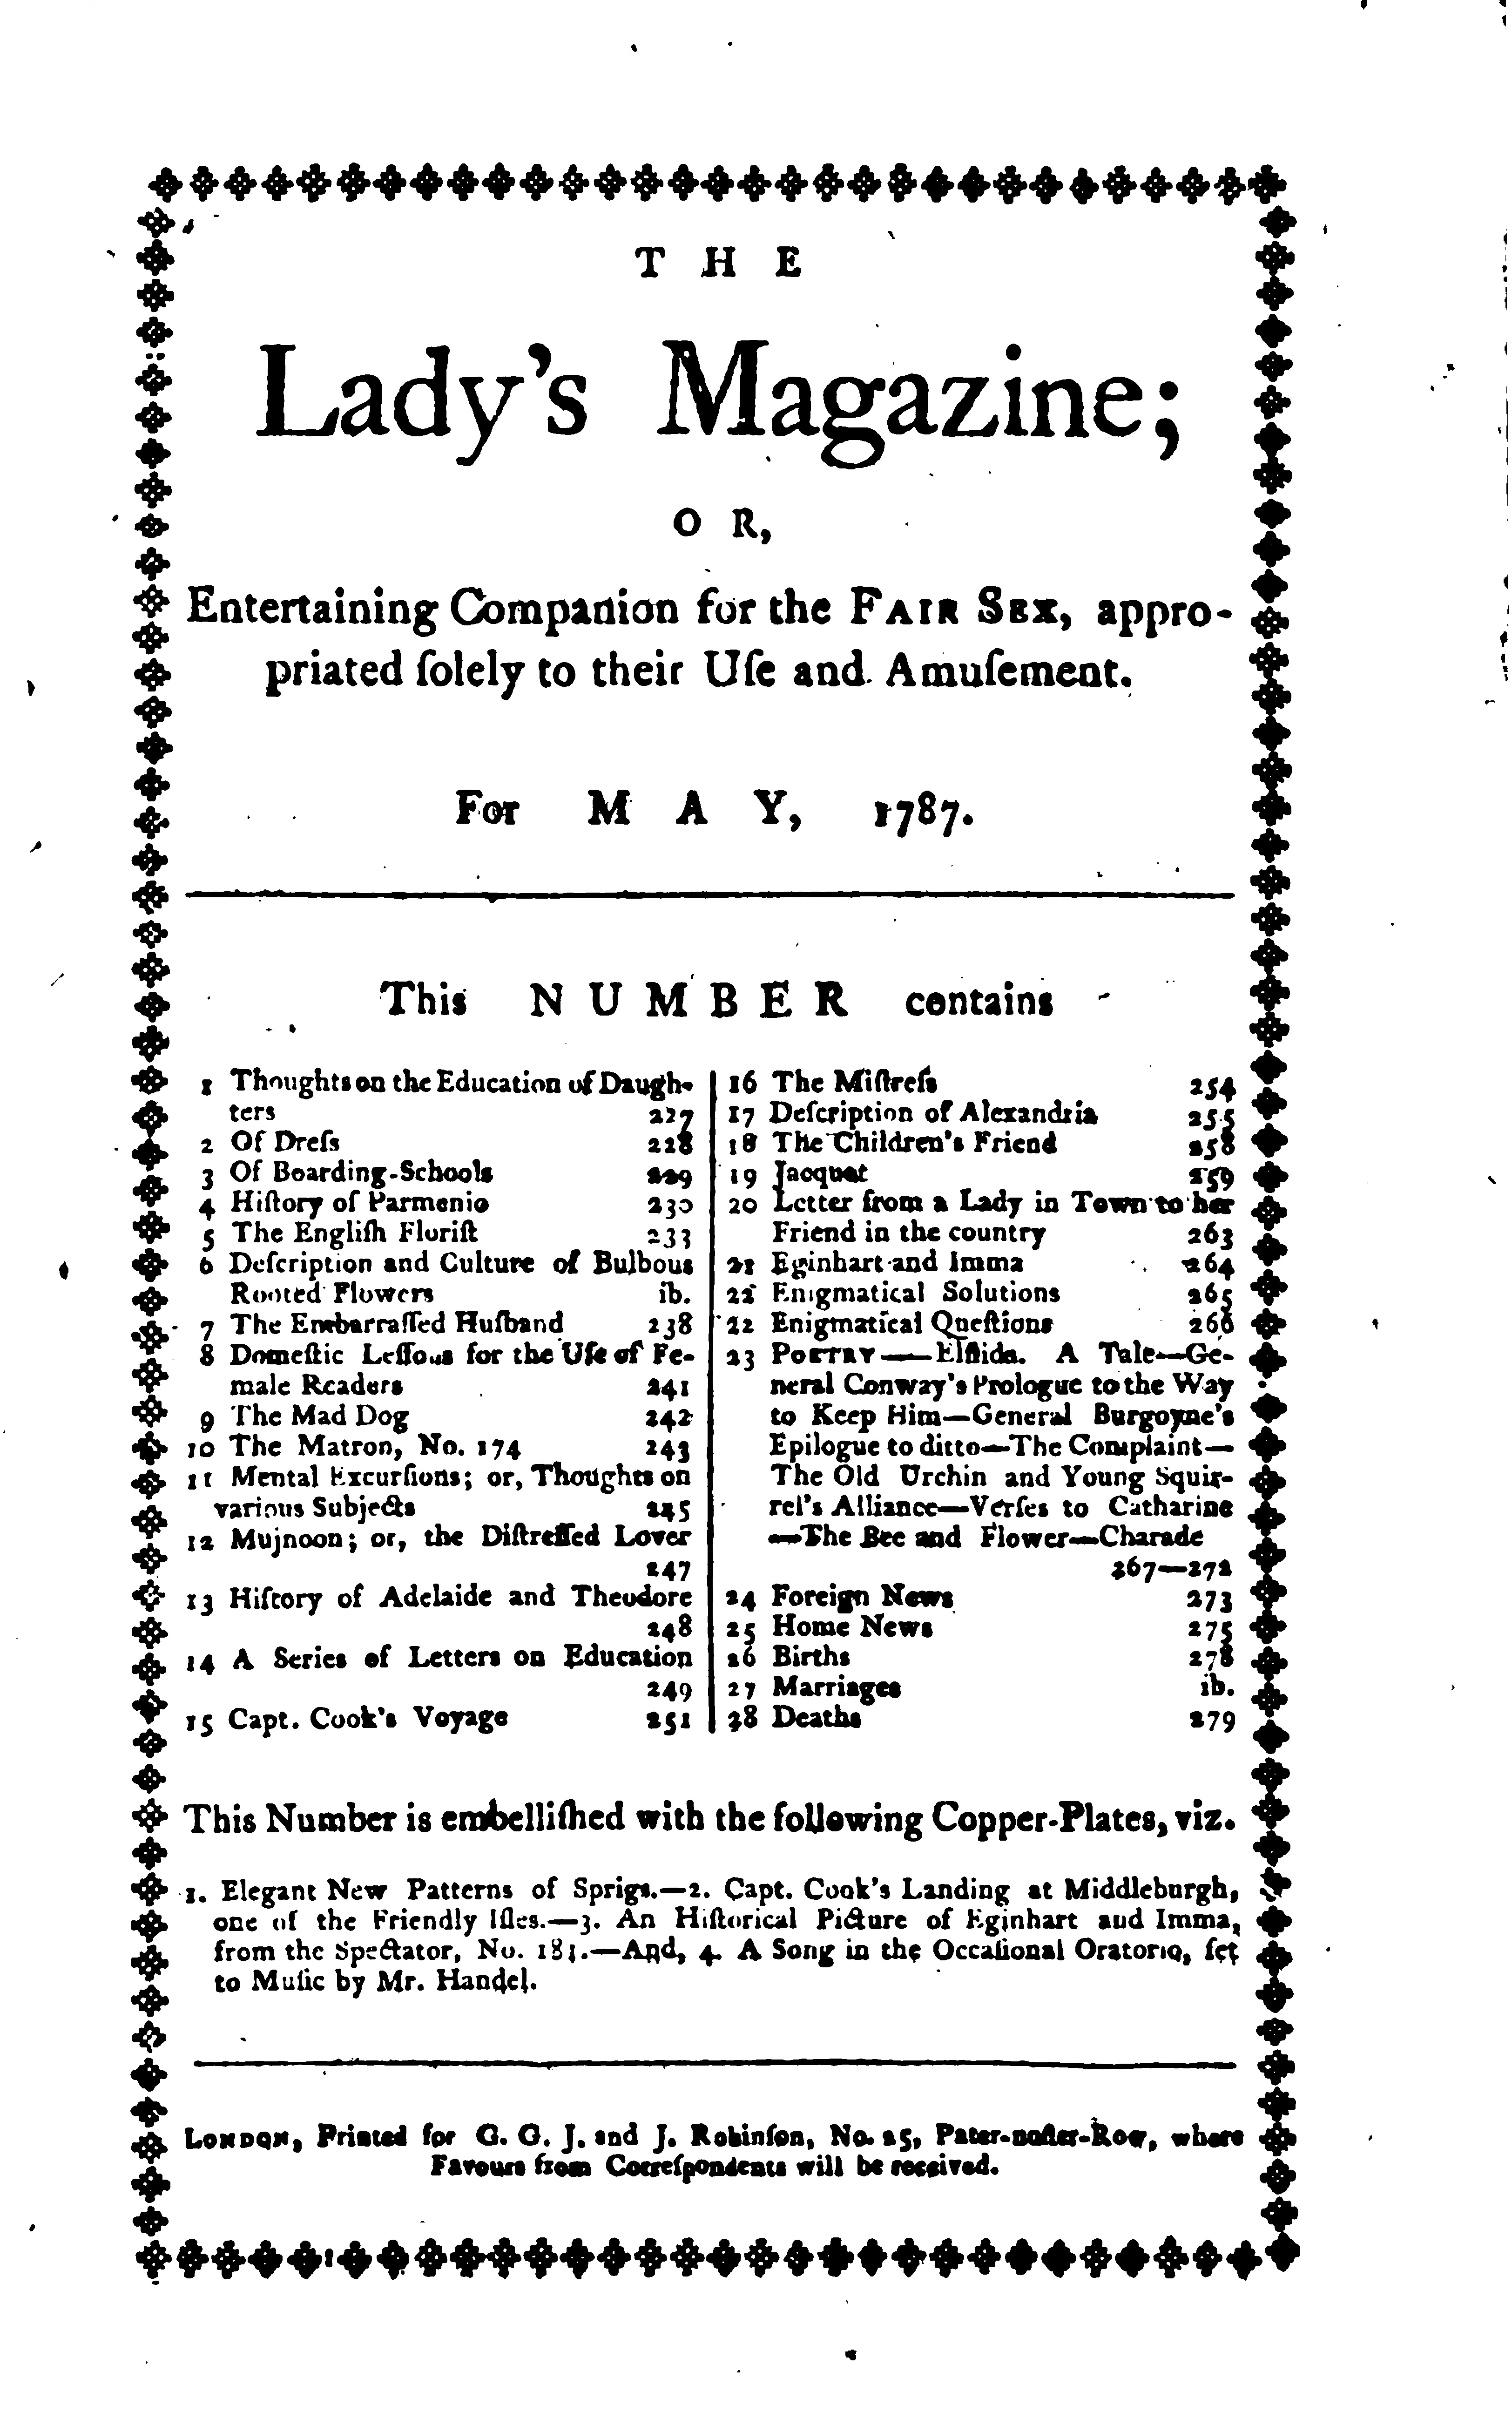 THE
Lady's Magazine;
OR,
Entertaining Companion for the FAIR SEX, appro-
priated ſolely to their Uſe and Amuſement.
For MAY, 1787.
This NUMBER contains
1 Thoughts on the Education of Daugh-
ters 227
2 Of Dreſs 228
3 Of Boarding-Schools 229
4 Hiſtory of Parmenio 230
5 The Engliſh Floriſt 233
6 Deſcription and Culture of Bulbous
Rooted Flowers ib.
7 The Embarraſſed Huſband 238
8 Domeſtic Leſſons for the Uſe of Fe-
male Readers 241
9 The Mad Dog 242
10 The Matron, No. 174 243
11 Mental Excurſions; or, Thoughts on
various Subjects 245
12 Mujnoon; or, the Diſtreſſed Lover
247
13 Hiſtory of Adelaide and Theodore
248
14 A Series of Letters on Education
249
15 Capt. Cook's Voyage 251
16 The Miſtreſs 254
17 Deſcription of Alexandria 255
18 The Children's Friend 258
19 Jacquet 259
20 Letter from a Lady in Town to her
Friend in the country 263
21 Eginhart and Imma 264
22 Enigmatical Solutions 265
22 Enigmatical Queſtions 266
23 POETRY—Elfrida. A Tale—Ge-
neral Conway's Prologue to the Way
to Keep Him—General Burgoyne's
Epilogue to ditto—The Complaint—
The Old Urchin and Young Squir-
rel's Alliance—Verſes to Catharine
—The Bee and Flower—Charade
267—272
24 Foreign News 273
25 Home News 275
26 Births 278
27 Marriages ib.
28 Deaths 279
This Number is embelliſhed with the following Copper-Plates, viz.
1. Elegant New Patterns of Sprigs.—2. Capt. Cook's Landing at Middleburgh,
one of the Friendly Iſles.—3. An Hiſtorical Picture of Eginhart and Imma,
from the Spectator, No. 181.—And, 4. A Song in the Occaſional Oratorio, ſet
to Muſic by Mr. Handel.
LONDON, Printed for G. G. J. and J. Robinſon, No. 25, Pater-noſter-Row, where
Favours from Correſpondents will be received.